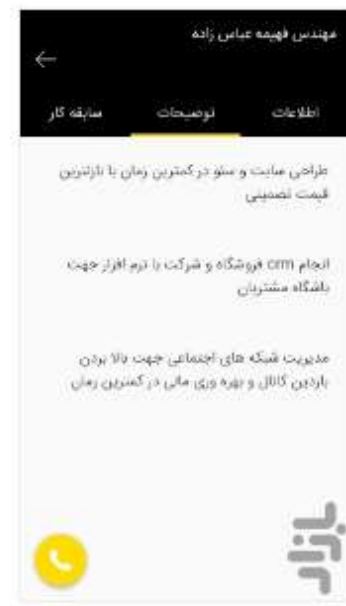 مهندس فهیمه عباس زاده
اطلاعات
توضیحات
سابقه کار
طراحی سایت و سئو در کمترین زمان با نازلترین
قیمت تضمینی
انجام crm فروشگاه و شرکت با نرم افزار جهت
باشگاه مشتریان
مدیریت شبکه های اجتماعی جهت بالا بردن
بازدین کانال و بهره وری مالی در کمترین زمان
بازار